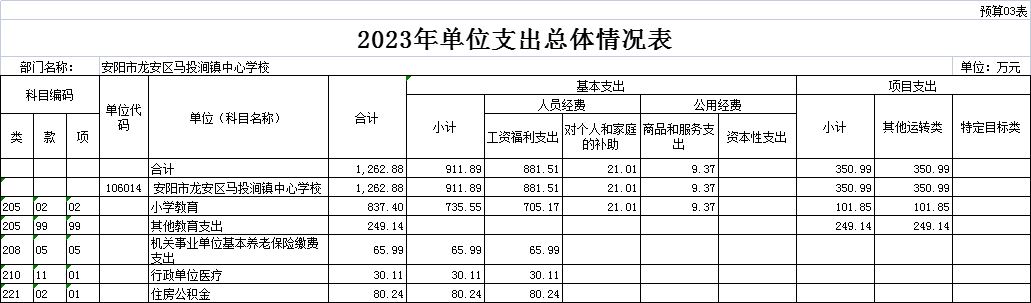 预算03表
2023年单位支出总体情况表
部门名称： 安阳市龙安区马投涧镇中心学校 单位：万元
科目编码 单位代码 单位（科目名称） 合计 基本支出 项目支出
小计 人员经费 公用经费 小计 其他运转类 特定目标类
类 款 项 工资福利支出 对个人和家庭的补助 商品和服务支出 资本性支出
合计 1,262.88 911.89 881.51 21.01 9.37 350.99 350.99
106014 安阳市龙安区马投涧镇中心学校 1,262.88 911.89 881.51 21.01 9.37 350.99 350.99
205 02 02 小学教育 837.40 735.55 705.17 21.01 9.37 101.85 101.85
205 99 99 其他教育支出 249.14 249.14 249.14
208 05 05 机关事业单位基本养老保险缴费支出 65.99 65.99 65.99
210 11 01 行政单位医疗 30.11 30.11 30.11
221 02 01 住房公积金 80.24 80.24 80.24